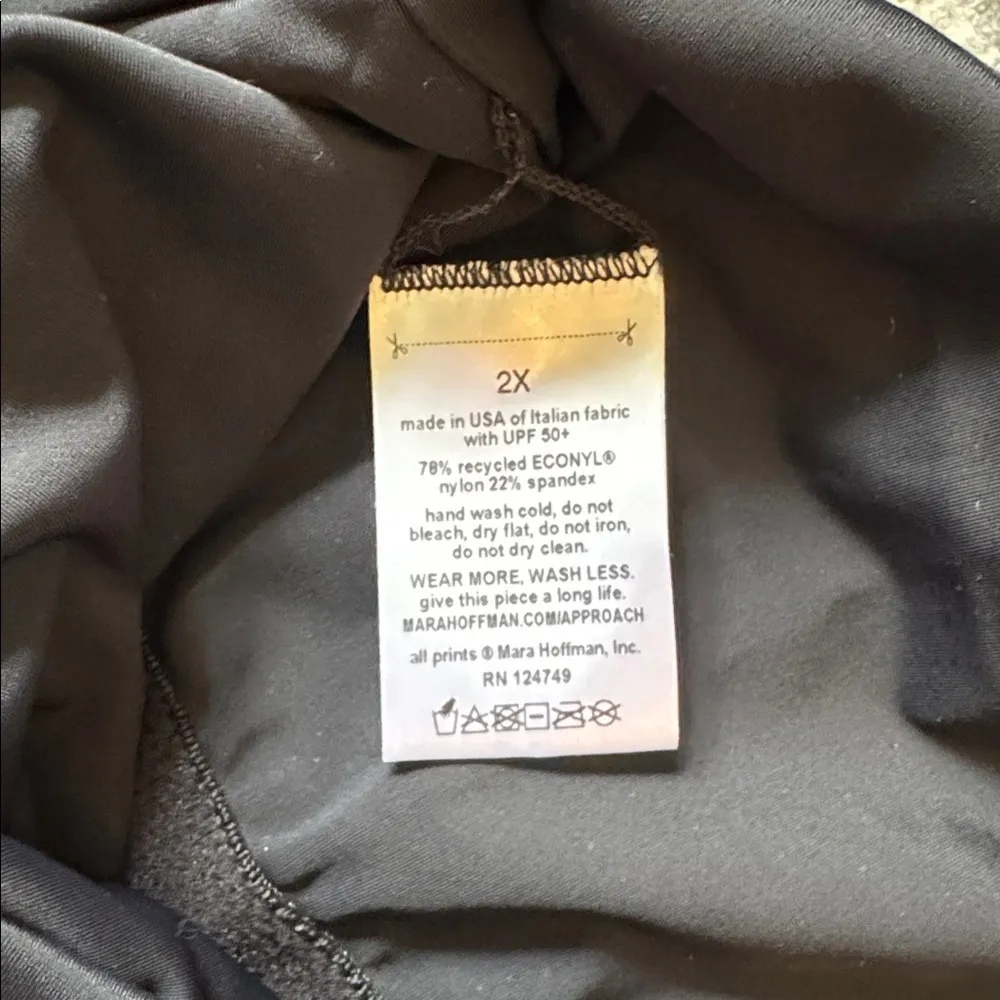 2X
made in USA of Italian fabric
with UPF 50+
78% recycled ECONYL®
nylon 22% spandex
hand wash cold, do not
bleach, dry flat, do not iron,
do not dry clean.
WEAR MORE, WASH LESS.
give this piece a long life.
MARAHOFFMAN.COM/APPROACH
all prints ® Mara Hoffman, Inc.
RN 124749